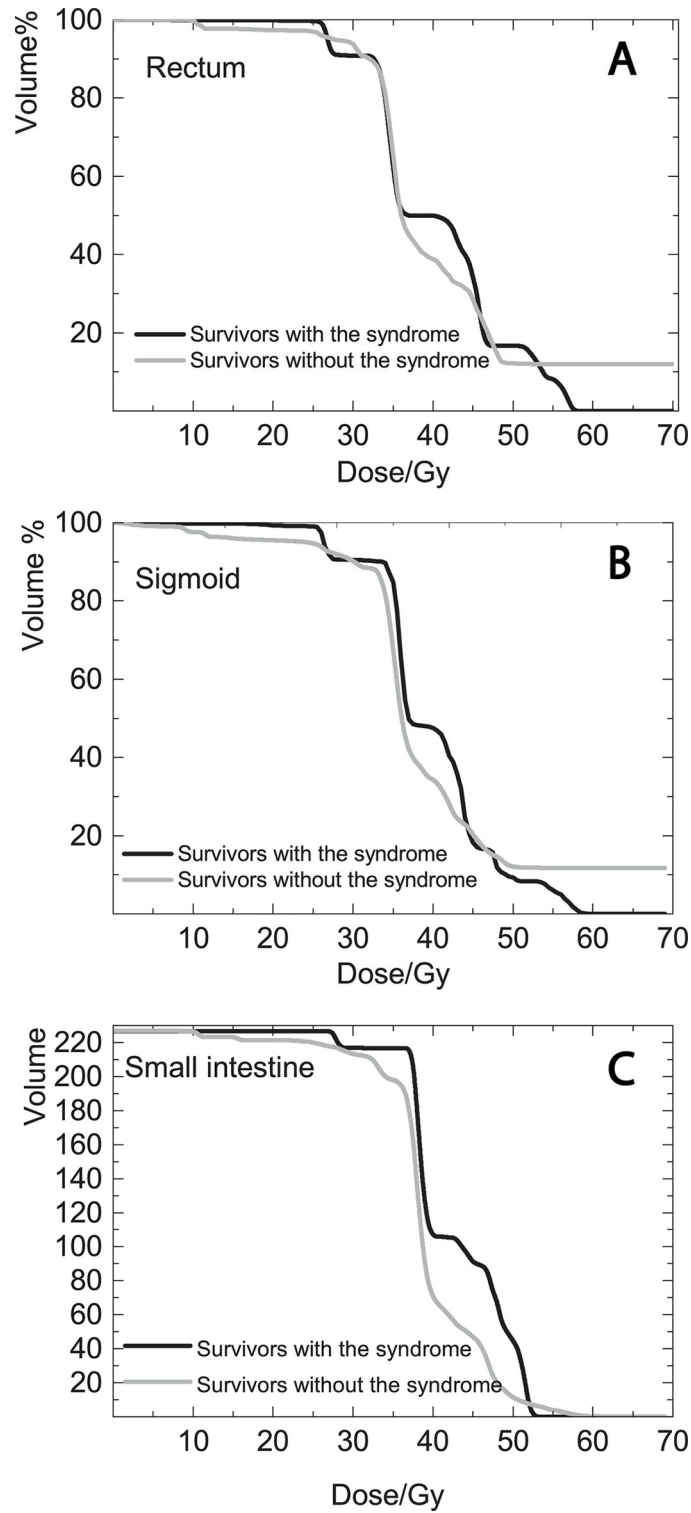 100
80
60
40
20
Volume%
Rectum
A
Survivors with the syndrome
Survivors without the syndrome
10 20 30 40 50 60 70
Dose/Gy
100
80
60
40
20
Volume %
Sigmoid
B
Survivors with the syndrome
Survivors without the syndrome
10 20 30 40 50 60 70
Dose/Gy
220
200
180
160
140
120
100
80
60
40
20
Volume
Small intestine
C
Survivors with the syndrome
Survivors without the syndrome
10 20 30 40 50 60 70
Dose/Gy